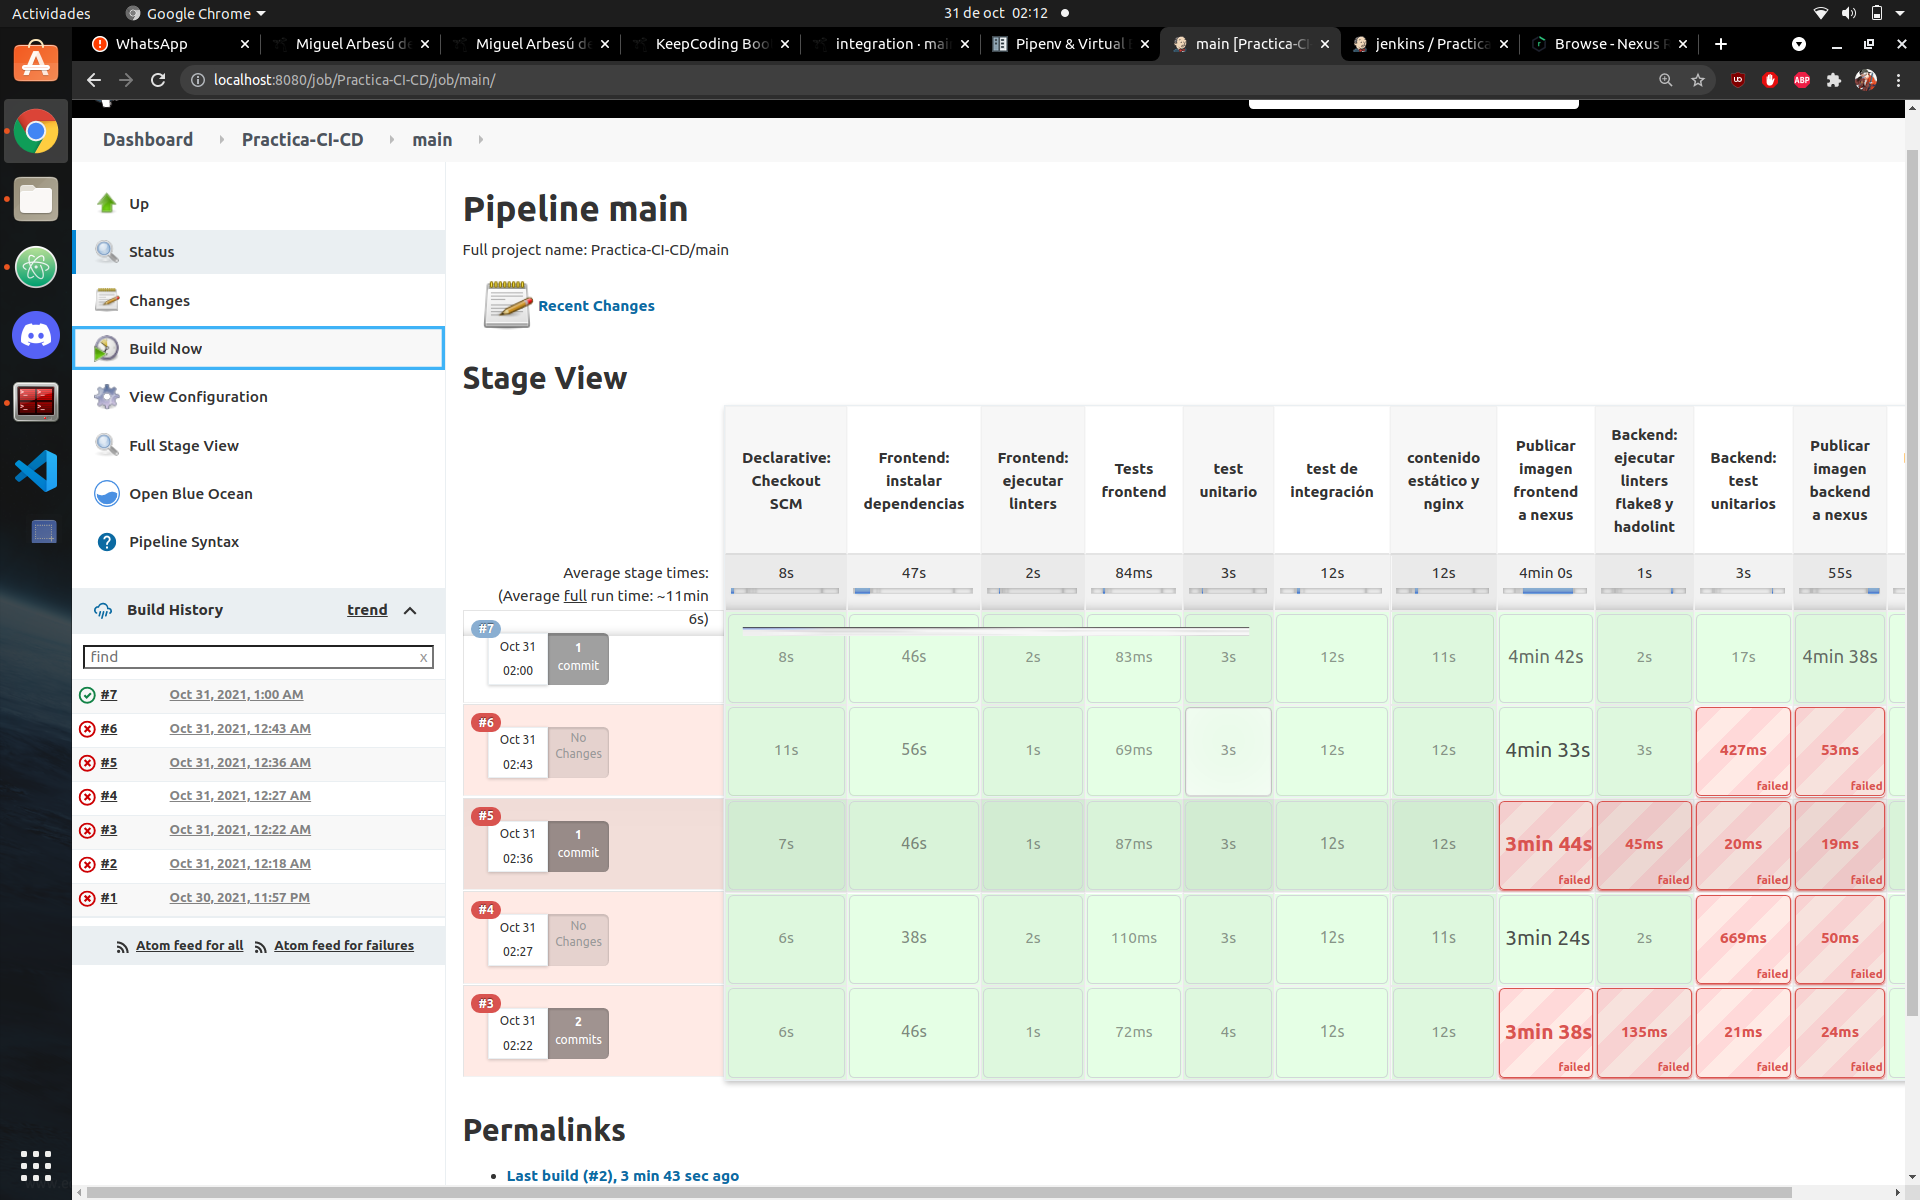 Actividades
Google Chrome
31 de oct 02:12
WhatsApp
Miguel Arbesú de
Miguel Arbesú de
KeepCoding Boo
integration · mai
Pipenv & Virtual
main [Practica-CI
jenkins / Practica
Browse - Nexus R
localhost:8080/job/Practica-CI-CD/job/main/
ABP
Dashboard
Practica-CI-CD
main
Up
Status
Changes
Build Now
View Configuration
Full Stage View
Open Blue Ocean
Pipeline Syntax
Build History
trend
find
x
#7 Oct 31, 2021, 1:00 AM
#6 Oct 31, 2021, 12:43 AM
#5 Oct 31, 2021, 12:36 AM
#4 Oct 31, 2021, 12:27 AM
#3 Oct 31, 2021, 12:22 AM
#2 Oct 31, 2021, 12:18 AM
#1 Oct 30, 2021, 11:57 PM
Atom feed for all
Atom feed for failures
Pipeline main
Full project name: Practica-CI-CD/main
Recent Changes
Stage View
Declarative: Checkout SCM
Frontend: instalar dependencias
Frontend: ejecutar linters
Tests frontend
test unitario
test de integración
contenido estático y nginx
Publicar imagen frontend a nexus
Backend: ejecutar linters flake8 y hadolint
Backend: test unitarios
Publicar imagen backend a nexus
Average stage times:
(Average full run time: ~11min
6s)
8s 47s 2s 84ms 3s 12s 12s 4min 0s 1s 3s 55s
#7
Oct 31
02:00
1
commit
8s 46s 2s 83ms 3s 12s 11s 4min 42s 2s 17s 4min 38s
#6
Oct 31
02:43
No
Changes
11s 56s 1s 69ms 3s 12s 12s 4min 33s 3s 427ms 53ms
failed failed
#5
Oct 31
02:36
1
commit
7s 46s 1s 87ms 3s 12s 12s 3min 44s 45ms 20ms 19ms
failed failed failed failed
#4
Oct 31
02:27
No
Changes
6s 38s 2s 110ms 3s 12s 11s 3min 24s 2s 669ms 50ms
failed failed
#3
Oct 31
02:22
2
commits
6s 46s 1s 72ms 4s 12s 12s 3min 38s 135ms 21ms 24ms
failed failed failed failed
Permalinks
Last build (#2), 3 min 43 sec ago